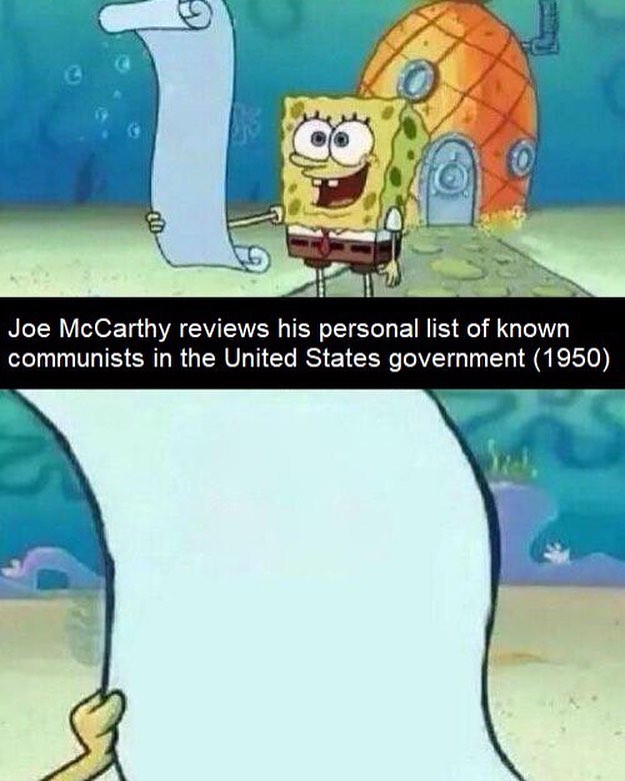 Joe McCarthy reviews his personal list of known
communists in the United States government (1950)